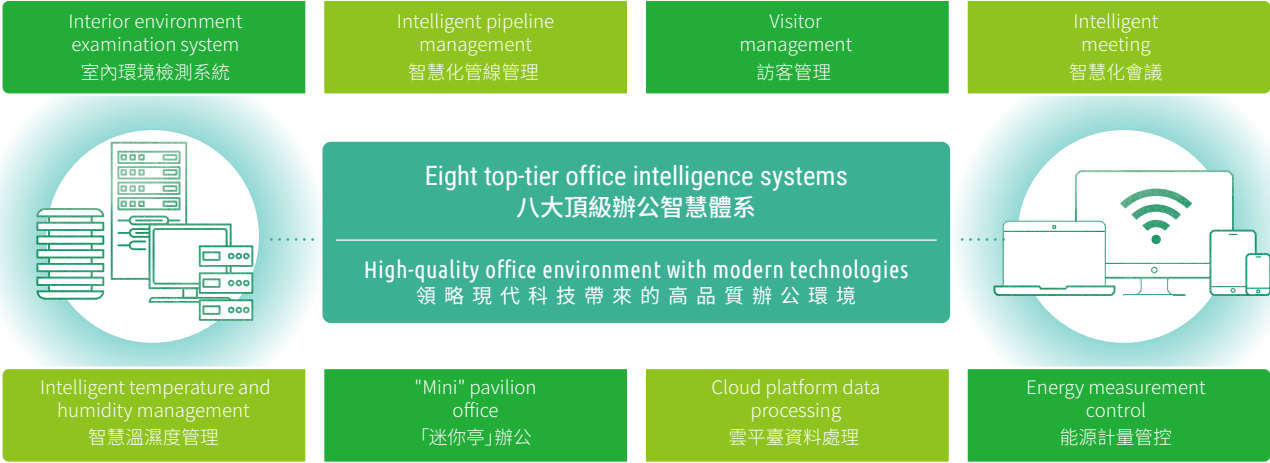 Interior environment
examination system
室內環境檢測系統
Intelligent pipeline
management
智慧化管線管理
Visitor
management
訪客管理
Intelligent
meeting
智慧化會議
Eight top-tier office intelligence systems
八大頂級辦公智慧體系
High-quality office environment with modern technologies
領略現代科技帶來的高品質辦公環境
Intelligent temperature and
humidity management
智慧溫濕度管理
"Mini" pavilion
office
「迷你亭」辦公
Cloud platform data
processing
雲平臺資料處理
Energy measurement
control
能源計量管控